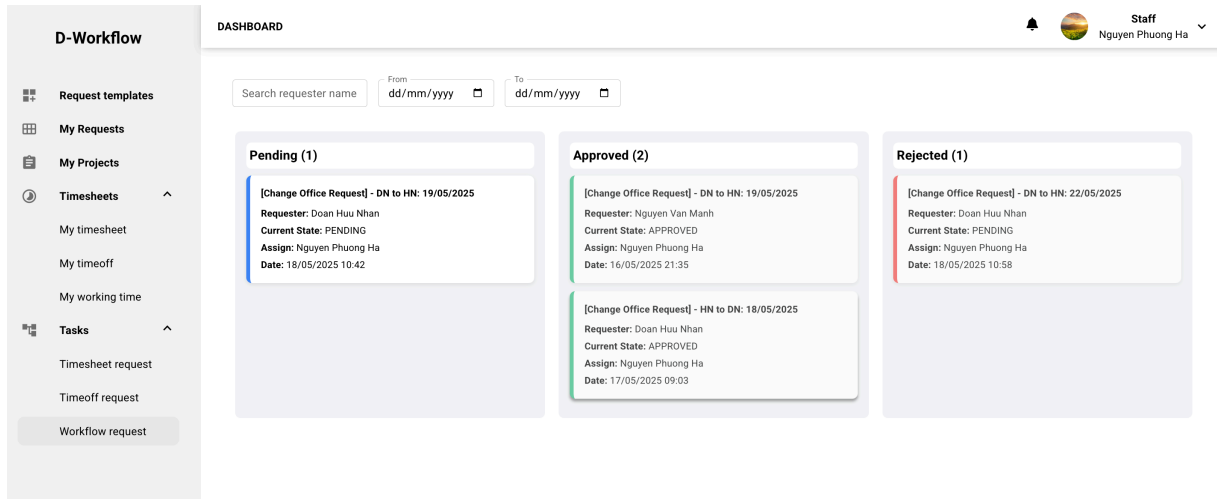 D-Workflow
Request templates
My Requests
My Projects
Timesheets
My timesheet
My timeoff
My working time
Tasks
Timesheet request
Timeoff request
Workflow request
DASHBOARD
Staff
Nguyen Phuong Ha
Search requester name
From
dd/mm/yyyy
To
dd/mm/yyyy
Pending (1)
[Change Office Request] - DN to HN: 19/05/2025
Requester: Doan Huu Nhan
Current State: PENDING
Assign: Nguyen Phuong Ha
Date: 18/05/2025 10:42
Approved (2)
[Change Office Request] - DN to HN: 19/05/2025
Requester: Nguyen Van Manh
Current State: APPROVED
Assign: Nguyen Phuong Ha
Date: 16/05/2025 21:35
[Change Office Request] - HN to DN: 18/05/2025
Requester: Doan Huu Nhan
Current State: APPROVED
Assign: Nguyen Phuong Ha
Date: 17/05/2025 09:03
Rejected (1)
[Change Office Request] - DN to HN: 22/05/2025
Requester: Doan Huu Nhan
Current State: PENDING
Assign: Nguyen Phuong Ha
Date: 18/05/2025 10:58